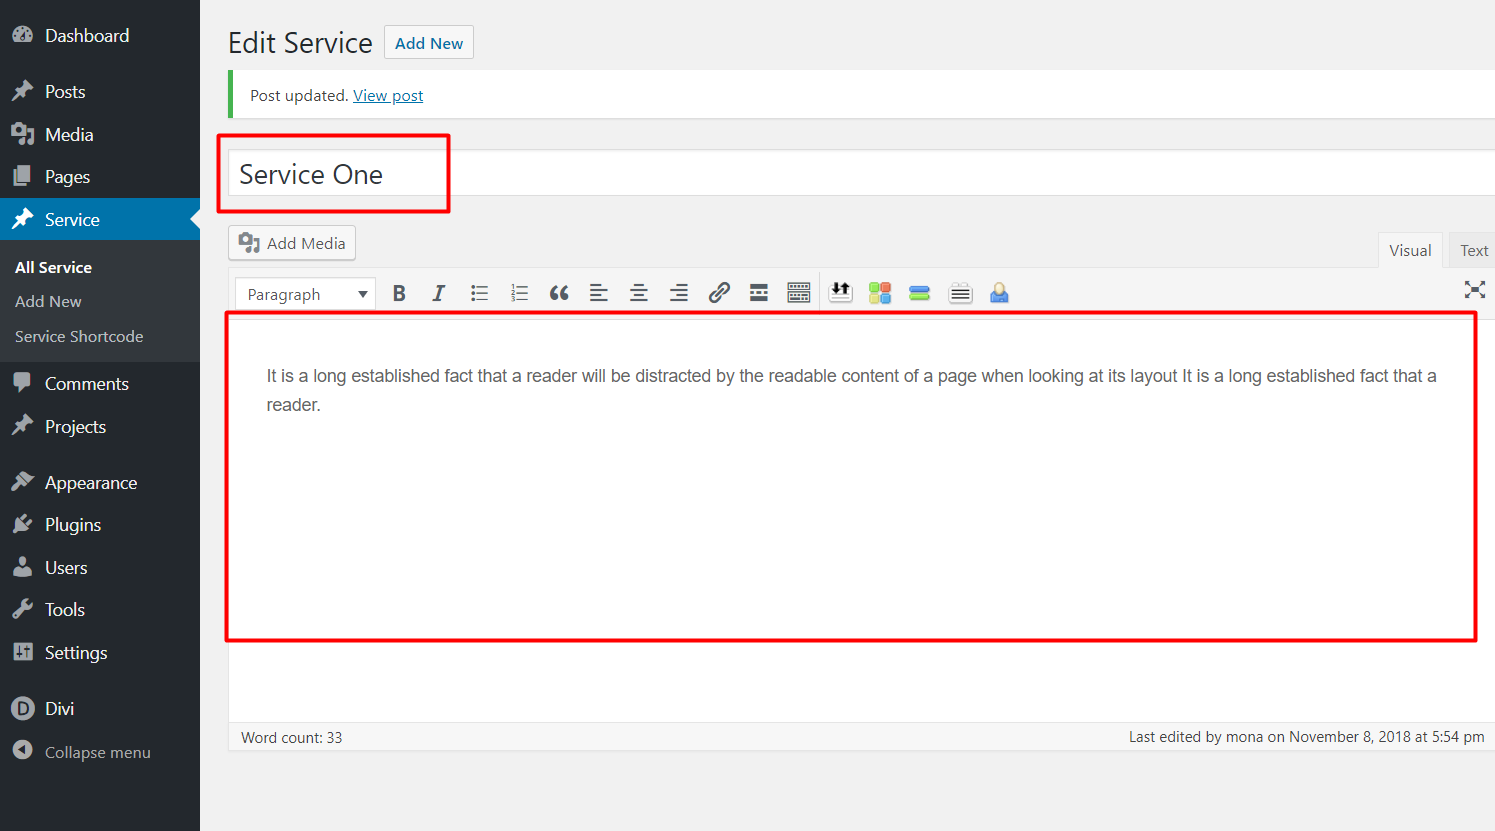 Dashboard
Posts
Media
Pages
Service
All Service
Add New
Service Shortcode
Comments
Projects
Appearance
Plugins
Users
Tools
Settings
Divi
Collapse menu
Edit Service Add New
Post updated. View post
Service One
Add Media
Visual Text
Paragraph
It is a long established fact that a reader will be distracted by the readable content of a page when looking at its layout It is a long established fact that a
reader.
Word count: 33
Last edited by mona on November 8, 2018 at 5:54 pm